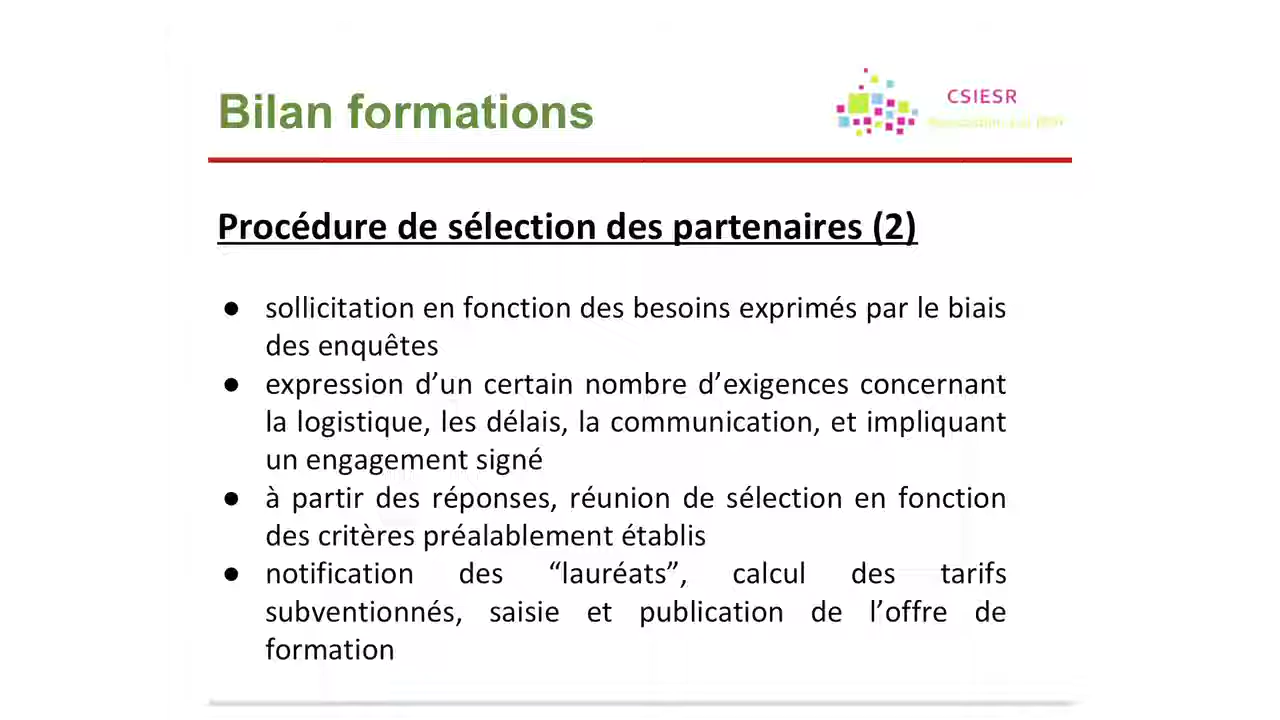 Bilan formations
CSIESR
Procédure de sélection des partenaires (2)
● sollicitation en fonction des besoins exprimés par le biais
des enquêtes
● expression d’un certain nombre d’exigences concernant
la logistique, les délais, la communication, et impliquant
un engagement signé
● à partir des réponses, réunion de sélection en fonction
des critères préalablement établis
● notification des “lauréats”, calcul des tarifs
subventionnés, saisie et publication de l’offre de
formation